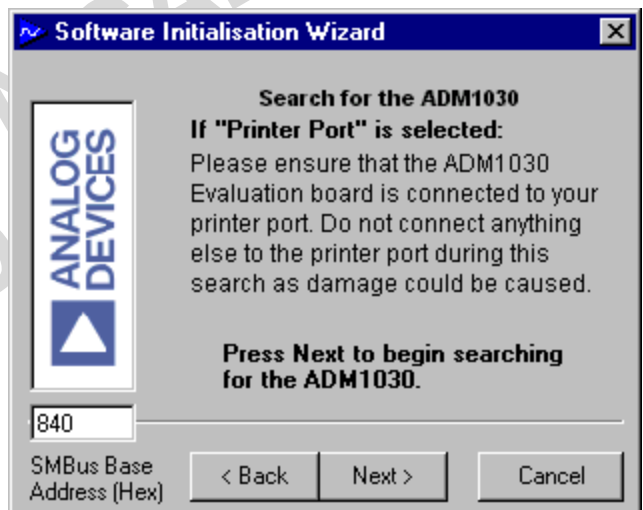 Software Initialisation Wizard
ANALOG
DEVICES
Search for the ADM1030
If "Printer Port" is selected:
Please ensure that the ADM1030
Evaluation board is connected to your
printer port. Do not connect anything
else to the printer port during this
search as damage could be caused.
Press Next to begin searching
for the ADM1030.
840
SMBus Base
Address (Hex)
< Back
Next >
Cancel